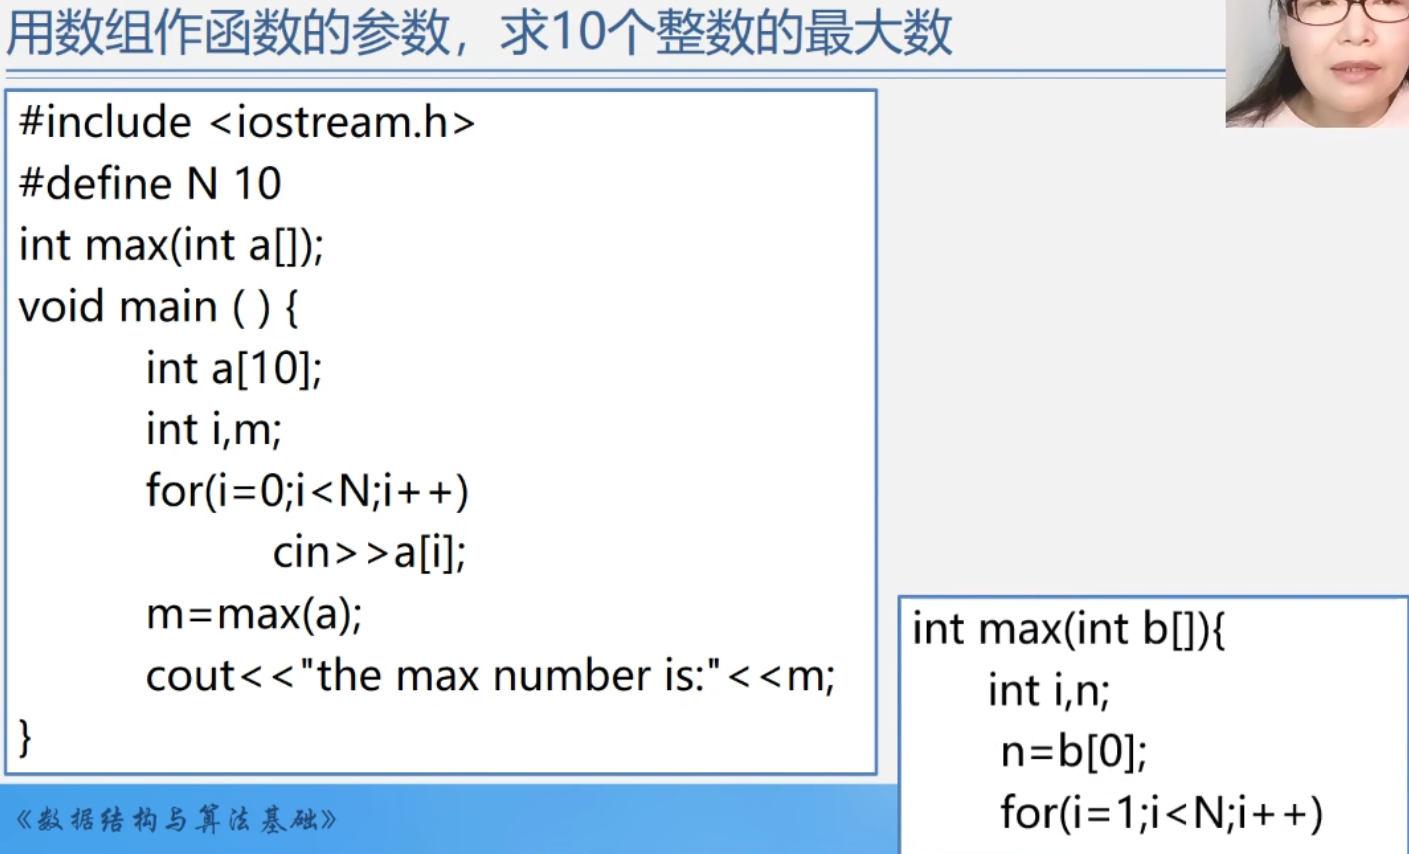 用数组作函数的参数，求10个整数的最大数
#include <iostream.h>
#define N 10
int max(int a[]);
void main ( ) {
int a[10];
int i,m;
for(i=0;i<N;i++)
cin>>a[i];
m=max(a);
cout<<"the max number is:"<<m;
}
int max(int b[]){
int i,n;
n=b[0];
for(i=1;i<N;i++)
《数据结构与算法基础》